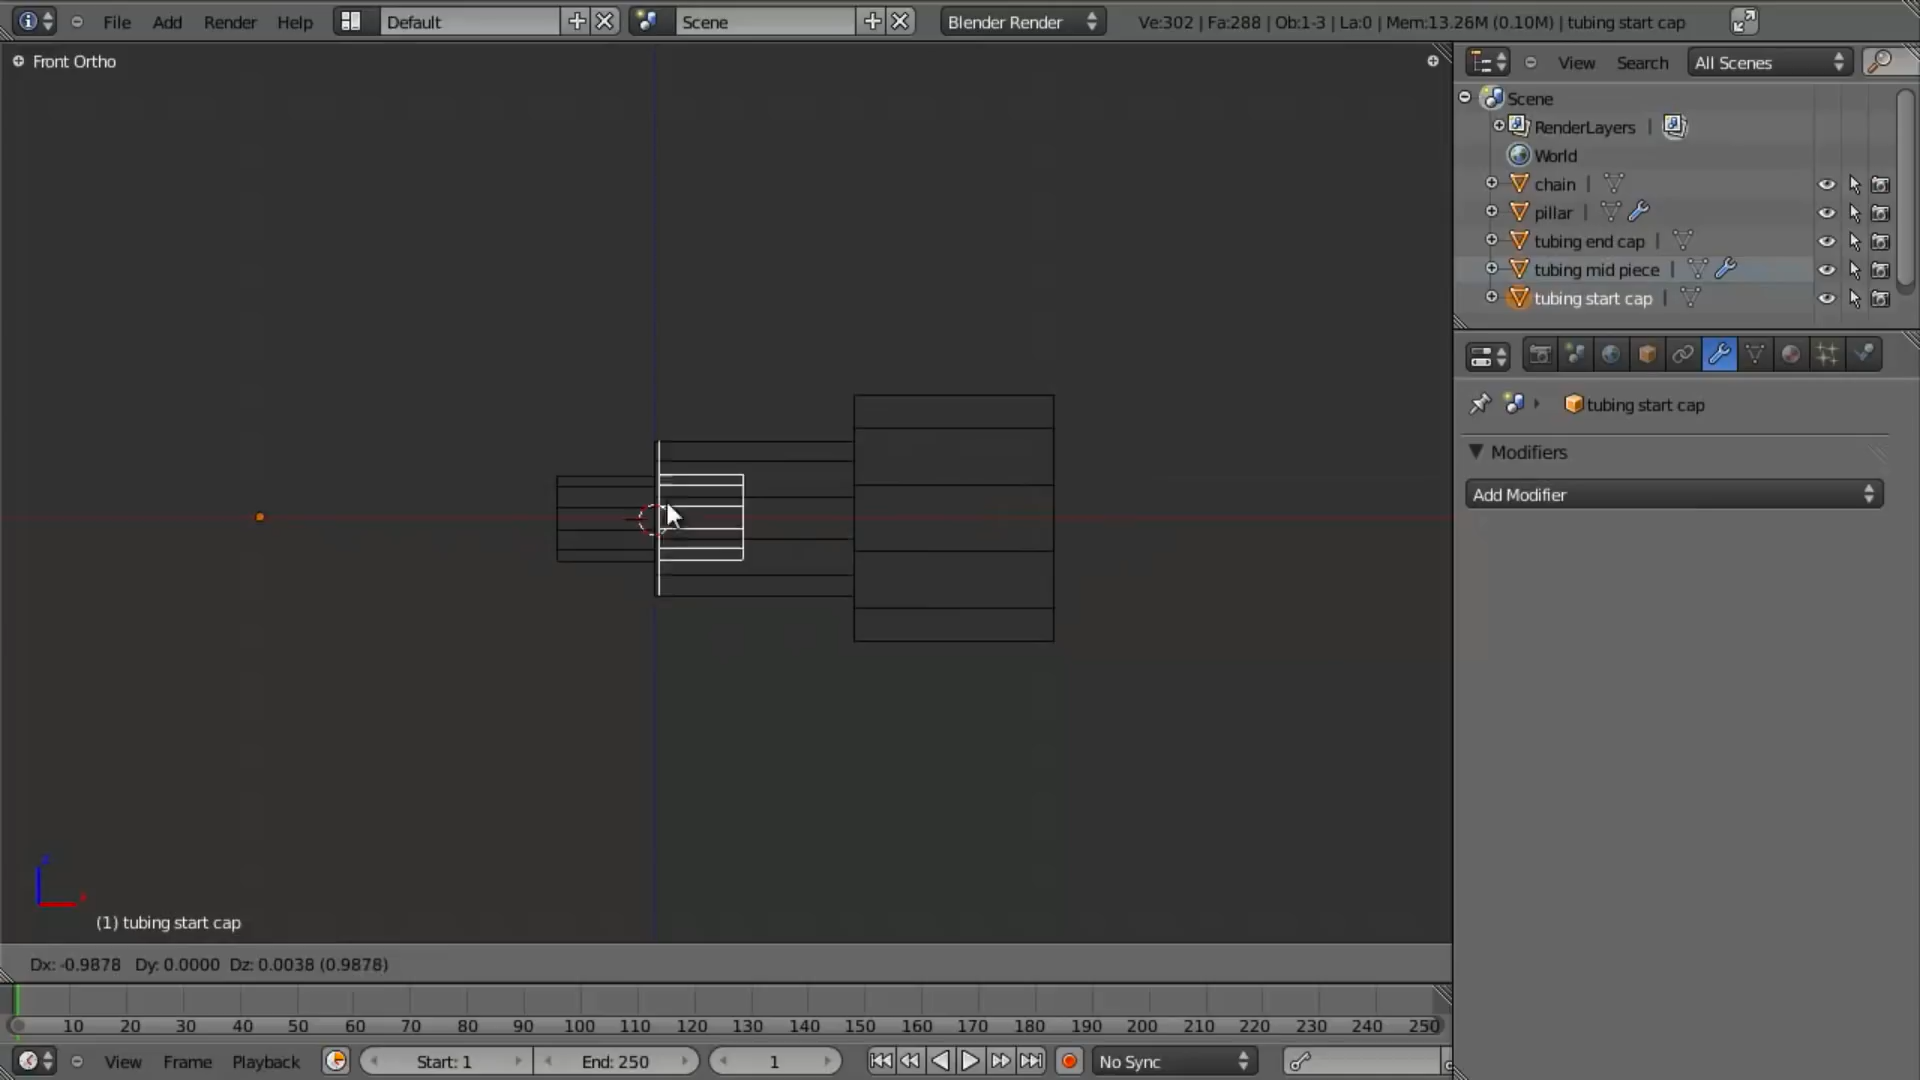 File Add Render Help Default Scene Blender Render Ve:302 | Fa:288 | Ob:1-3 | La:0 | Mem:13.26M (0.10M) | tubing start cap
Front Ortho
View Search All Scenes
Scene
RenderLayers |
World
chain |
pillar |
tubing end cap |
tubing mid piece |
tubing start cap |
tubing start cap
Modifiers
Add Modifier
(1) tubing start cap
Dx: -0.9878 Dy: 0.0000 Dz: 0.0038 (0.9878)
10 20 30 40 50 60 70 80 90 100 110 120 130 140 150 160 170 180 190 200 210 220 230 240 250
View Frame Playback Start: 1 End: 250 1 No Sync